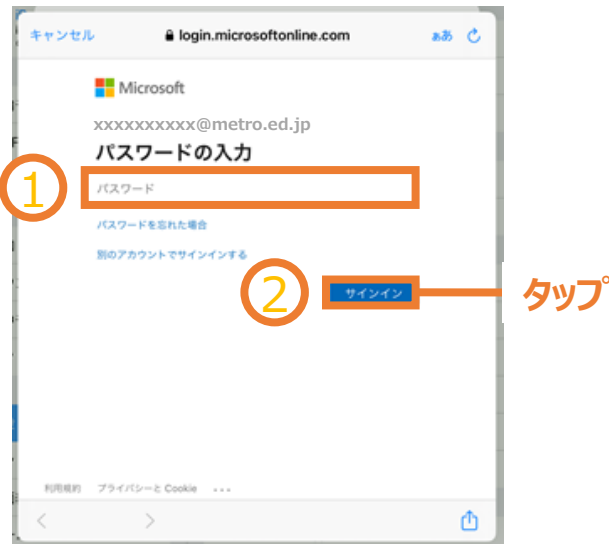 キャンセル login.microsoftonline.com ぁあ
Microsoft
xxxxxxxxxx@metro.ed.jp
パスワードの入力
1 パスワード
パスワードを忘れた場合
別のアカウントでサインインする
2 サインイン タップ
利用規約 プライバシーと Cookie ...